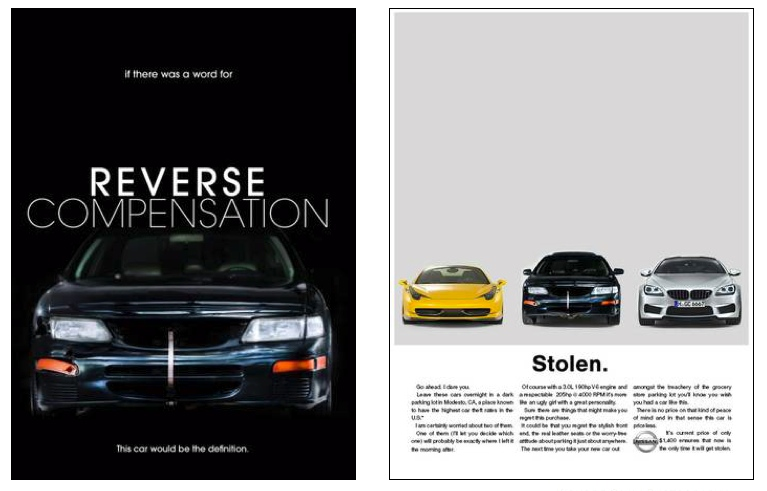 if there was a word for
REVERSE
COMPENSATION
This car would be the definition.
M:GC 6667
Stolen.
Go ahead. I dare you.
Leave these cars overnight in a dark
parking lot in Modesto, CA, a place known
to have the highest car theft rates in the
U.S."
I am certainly worried about two of them.
One of them (I'll let you decide which
one) will probably be exactly where I left it
the morning after.
Of course with a 3.0L 160hp V6 engine and
a respectable 205hp @ 4000 RPM it's more
like an ugly girl with a great personality.
Sure there are things that might make you
regret this purchase.
It could be that you regret the stylish front
end, the real leather seats or the worry-free
attitude about parking it just about anywhere.
The next time you take your new car out
amongst the treachery of the grocery
store parking lot you'll know you wish
you had a car like this.
There is no price on that kind of peace
of mind and in that sense this car is
priceless.
It's current price of only
$1,400 ensures that now is
the only time it will get stolen.
NISSAN